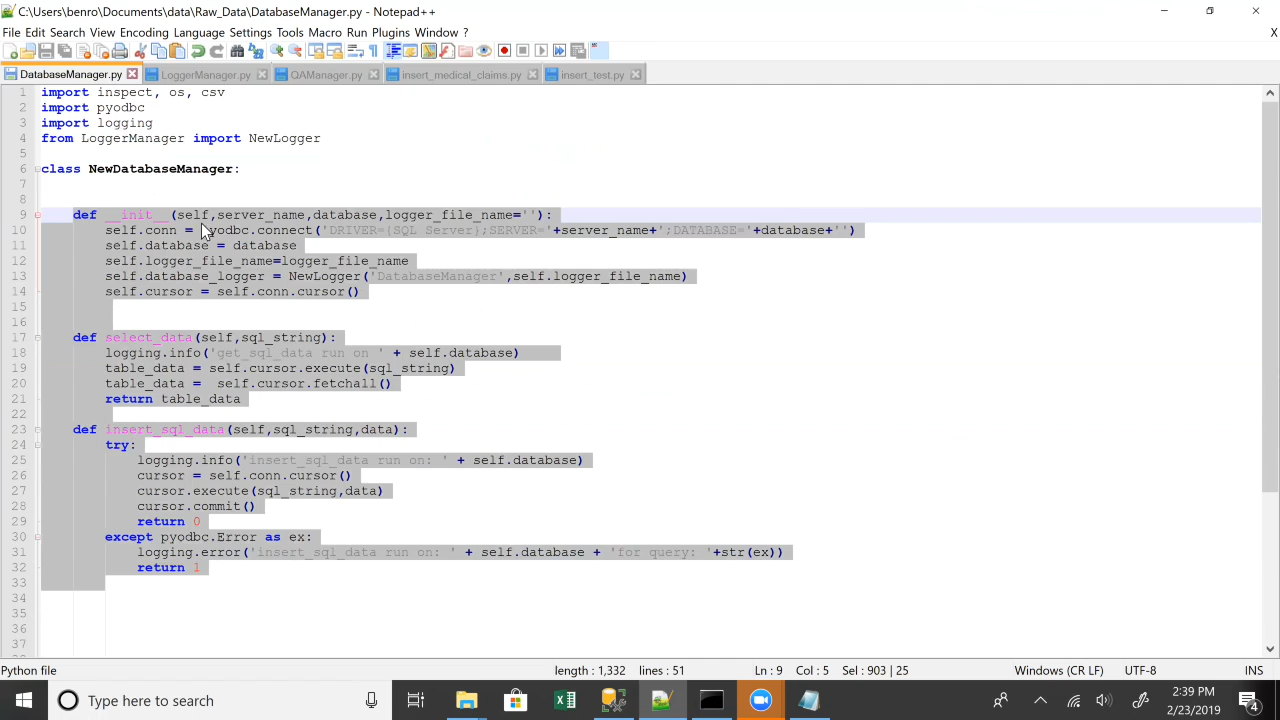 C:\Users\benro\Documents\data\Raw_Data\DatabaseManager.py - Notepad++
File Edit Search View Encoding Language Settings Tools Macro Run Plugins Window ? X
DatabaseManager.py LoggerManager.py QAManager.py insert_medical_claims.py insert_test.py
1 import inspect, os, csv
2 import pyodbc
3 import logging
4 from LoggerManager import NewLogger
5
6 class NewDatabaseManager:
7
8
9 def __init__(self,server_name,database,logger_file_name=''):
10 self.conn = pyodbc.connect('DRIVER={SQL Server};SERVER='+server_name+';DATABASE='+database+'')
11 self.database = database
12 self.logger_file_name=logger_file_name
13 self.database_logger = NewLogger('DatabaseManager',self.logger_file_name)
14 self.cursor = self.conn.cursor()
15
16
17 def select_data(self,sql_string):
18 logging.info('get_sql_data run on ' + self.database)
19 table_data = self.cursor.execute(sql_string)
20 table_data =  self.cursor.fetchall()
21 return table_data
22
23 def insert_sql_data(self,sql_string,data):
24 try:
25 logging.info('insert_sql_data run on: ' + self.database)
26 cursor = self.conn.cursor()
27 cursor.execute(sql_string,data)
28 cursor.commit()
29 return 0
30 except pyodbc.Error as ex:
31 logging.error('insert_sql_data run on: ' + self.database + 'for query: '+str(ex))
32 return 1
33
34
35
36
37
Python file length : 1,332 lines : 51 Ln : 9 Col : 5 Sel : 903 | 25 Windows (CR LF) UTF-8 INS
Type here to search
2:39 PM
2/23/2019
4